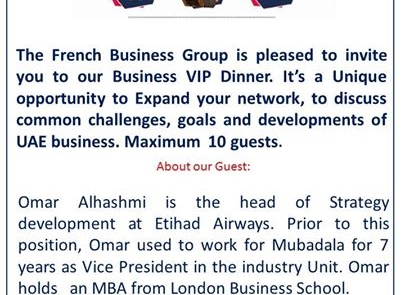 The French Business Group is pleased to invite
you to our Business VIP Dinner. It’s a Unique
opportunity to Expand your network, to discuss
common challenges, goals and developments of
UAE business. Maximum 10 guests.
About our Guest:
Omar Alhashmi is the head of Strategy
development at Etihad Airways. Prior to this
position, Omar used to work for Mubadala for 7
years as Vice President in the industry Unit. Omar
holds an MBA from London Business School.